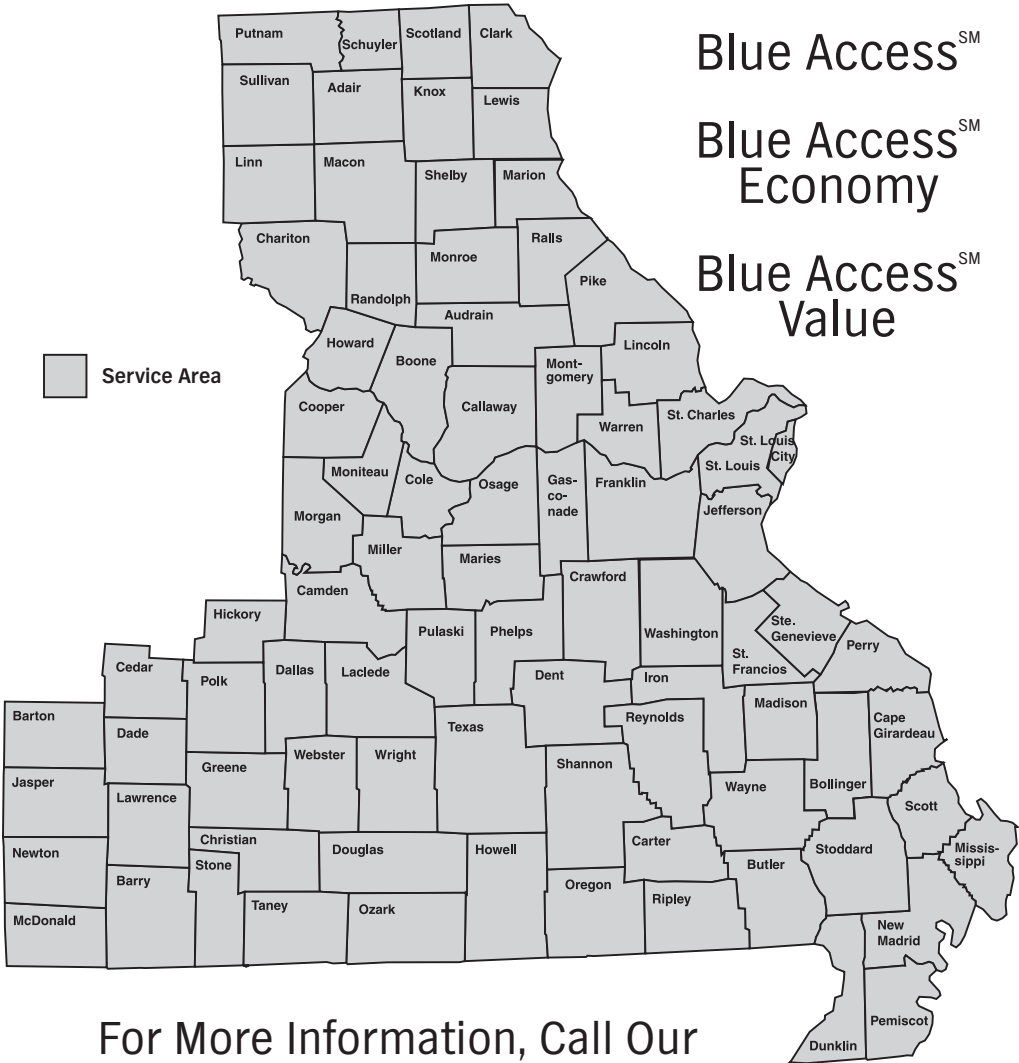 Blue Access℠
Blue Access℠
Economy
Blue Access℠
Value
Service Area
Putnam
Schuyler
Scotland
Clark
Sullivan
Adair
Knox
Lewis
Linn
Macon
Shelby
Marion
Chariton
Randolph
Monroe
Ralls
Pike
Audrain
Howard
Boone
Mont-
gomery
Lincoln
Cooper
Callaway
Warren
St. Charles
St. Louis
City
St. Louis
Moniteau
Cole
Osage
Gas-
co-
nade
Franklin
Jefferson
Morgan
Miller
Maries
Crawford
Camden
Hickory
Pulaski
Phelps
Washington
Ste.
Genevieve
St.
Francios
Perry
Cedar
Polk
Dallas
Laclede
Dent
Iron
Madison
Barton
Dade
Texas
Reynolds
Cape
Girardeau
Greene
Webster
Wright
Shannon
Jasper
Lawrence
Wayne
Bollinger
Scott
Newton
Christian
Stone
Douglas
Howell
Carter
Butler
Stoddard
Missis-
sippi
McDonald
Barry
Taney
Ozark
Oregon
Ripley
New
Madrid
Pemiscot
Dunklin
For More Information, Call Our